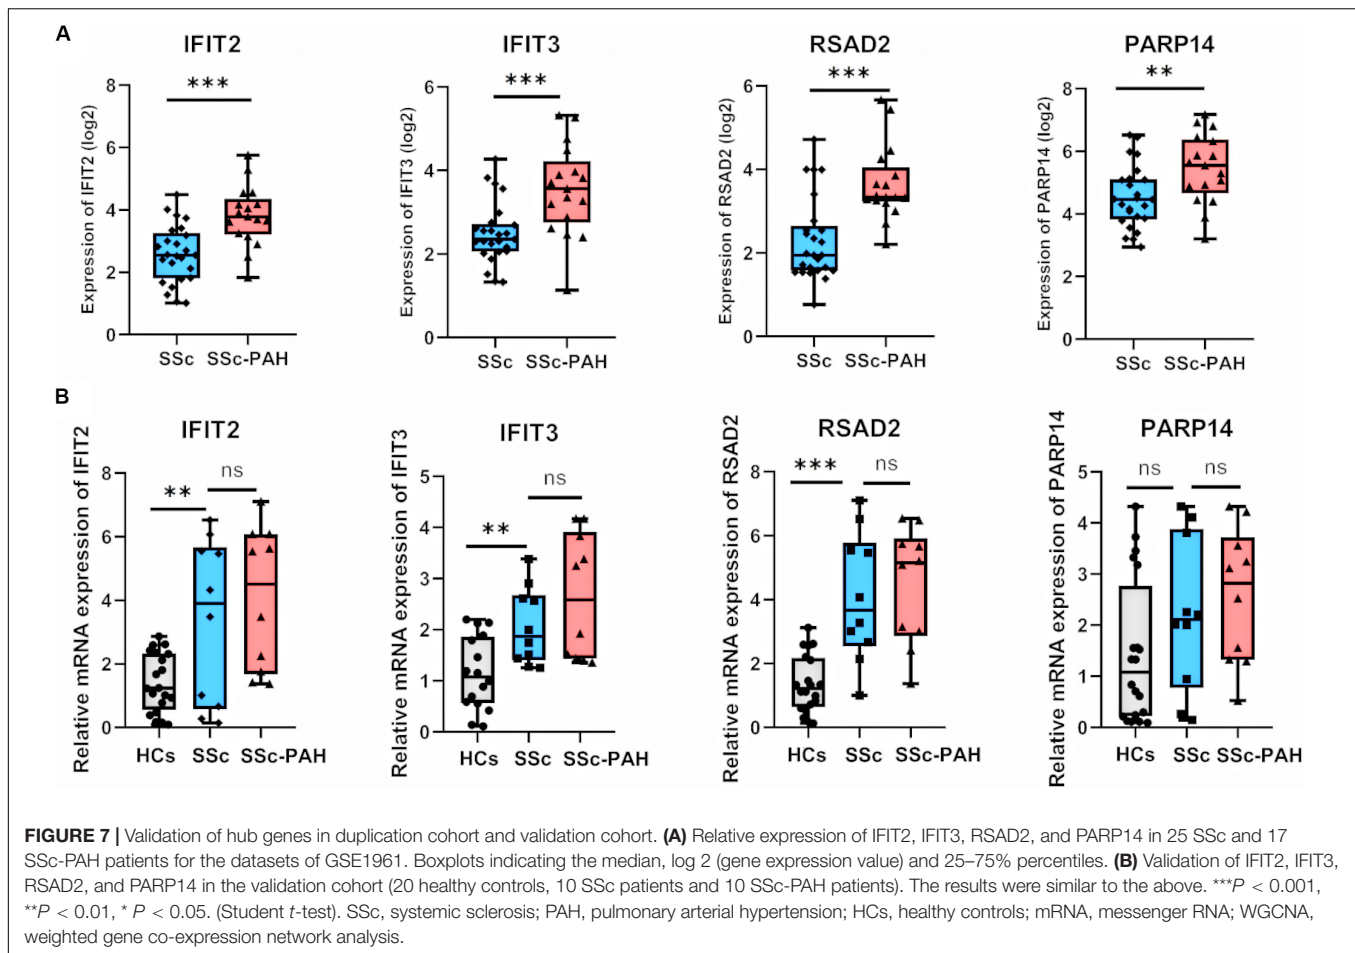 A
IFIT2
IFIT3
RSAD2
PARP14
***
***
***
**
Expression of IFIT2 (log2)
8
6
4
2
0
SSc SSc-PAH
Expression of IFIT3 (log2)
6
4
2
0
SSc SSc-PAH
Expression of RSAD2 (log2)
6
4
2
0
SSc SSc-PAH
Expression of PARP14 (log2)
8
6
4
2
0
SSc SSc-PAH
B
IFIT2
IFIT3
RSAD2
PARP14
Relative mRNA expression of IFIT2
8
6
4
2
0
**
ns
HCs SSc SSc-PAH
Relative mRNA expression of IFIT3
5
4
3
2
1
0
**
ns
HCs SSc SSc-PAH
Relative mRNA expression of RSAD2
8
6
4
2
0
***
ns
HCs SSc SSc-PAH
Relative mRNA expression of PARP14
5
4
3
2
1
0
ns
ns
HCs SSc SSc-PAH
FIGURE 7 | Validation of hub genes in duplication cohort and validation cohort. (A) Relative expression of IFIT2, IFIT3, RSAD2, and PARP14 in 25 SSc and 17
SSc-PAH patients for the datasets of GSE1961. Boxplots indicating the median, log 2 (gene expression value) and 25–75% percentiles. (B) Validation of IFIT2, IFIT3,
RSAD2, and PARP14 in the validation cohort (20 healthy controls, 10 SSc patients and 10 SSc-PAH patients). The results were similar to the above. ***P < 0.001,
**P < 0.01, * P < 0.05. (Student t-test). SSc, systemic sclerosis; PAH, pulmonary arterial hypertension; HCs, healthy controls; mRNA, messenger RNA; WGCNA,
weighted gene co-expression network analysis.